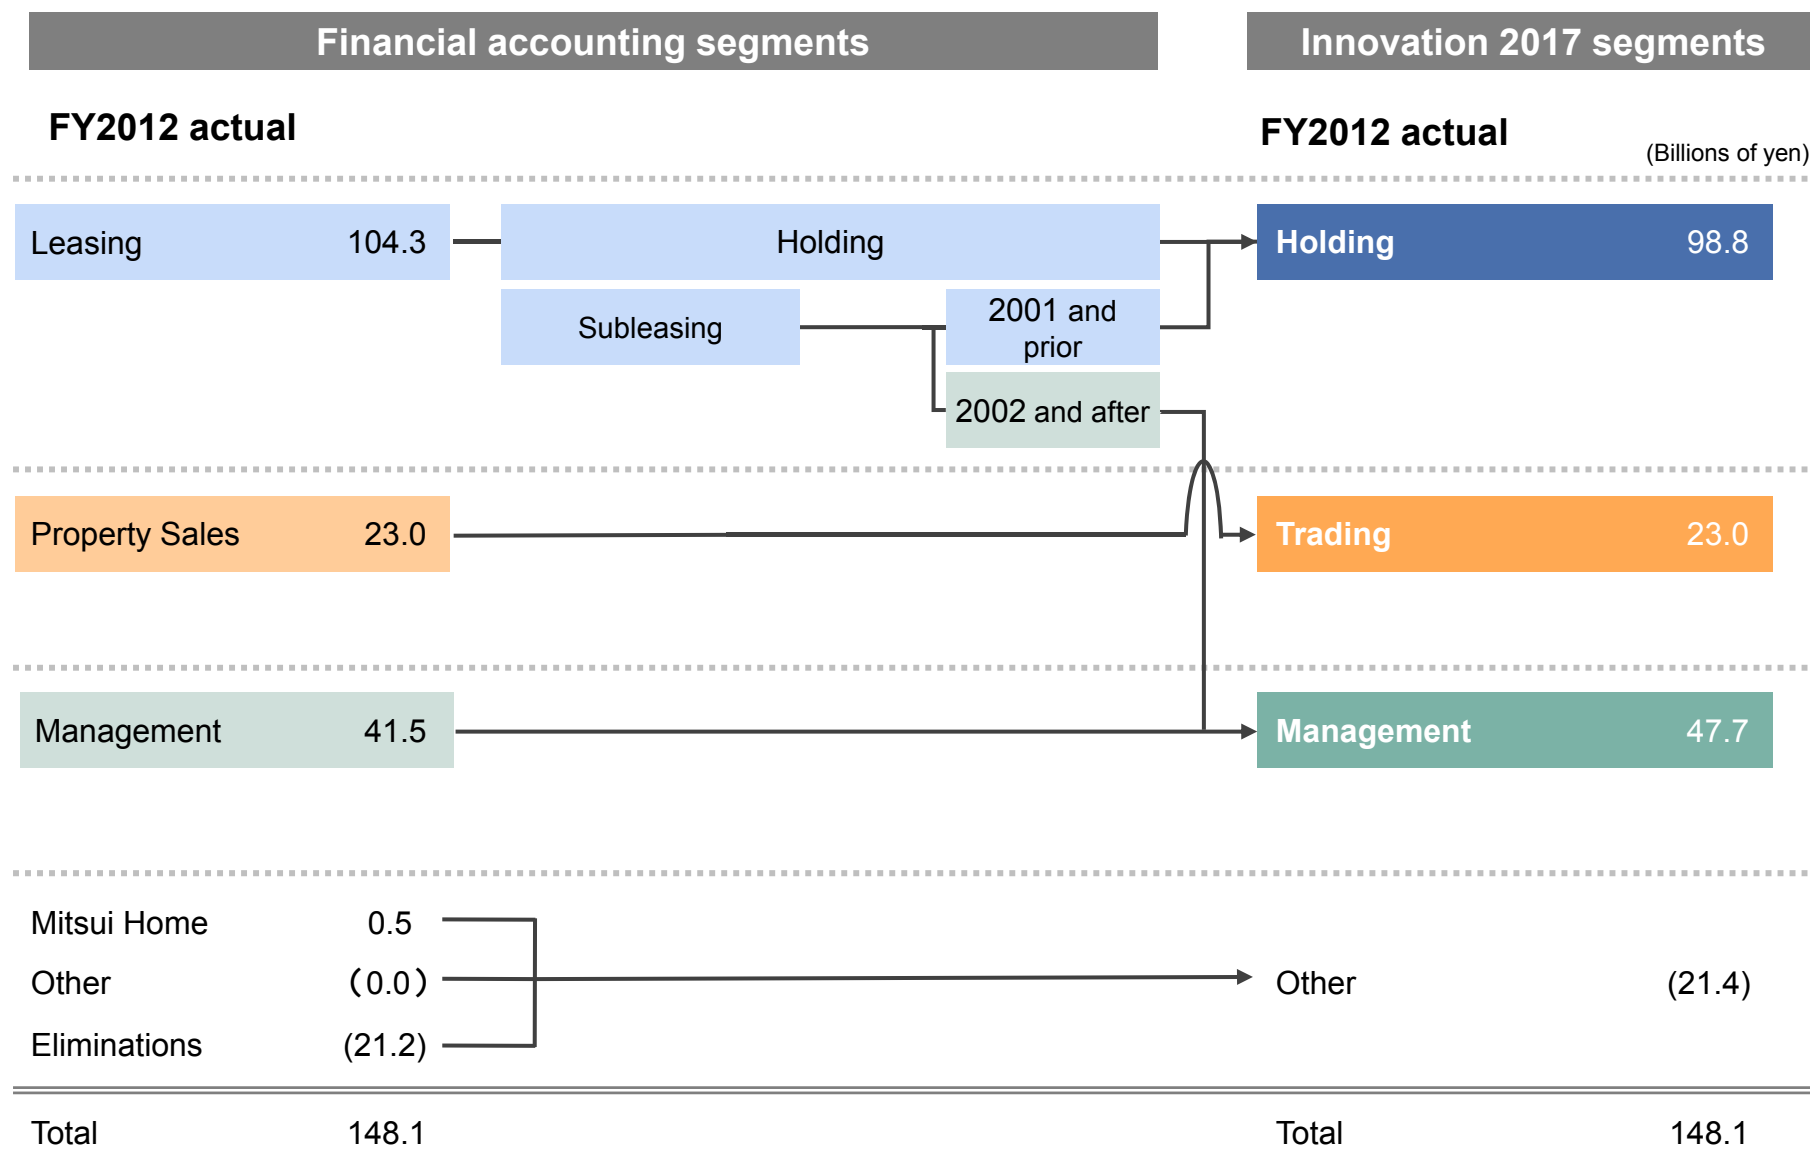 Financial accounting segments
Innovation 2017 segments
FY2012 actual
FY2012 actual
(Billions of yen)
Leasing 104.3
Holding
Holding 98.8
Subleasing
2001 and
prior
2002 and after
Property Sales 23.0
Trading 23.0
Management 41.5
Management 47.7
Mitsui Home 0.5
Other (0.0)
Other (21.4)
Eliminations (21.2)
Total 148.1
Total 148.1